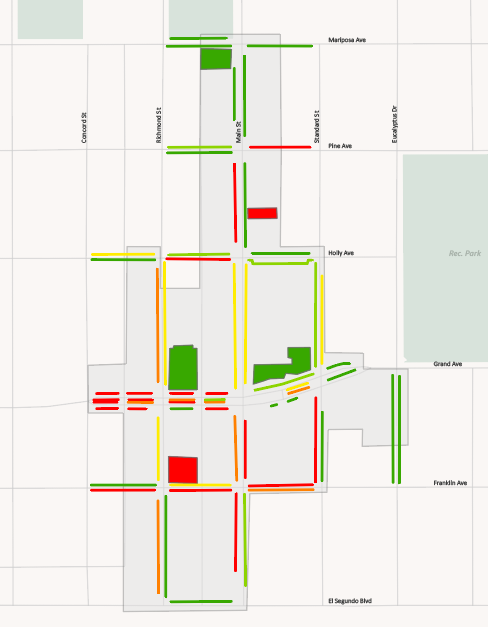 Mariposa Ave
Concord St
Richmond St
Main St
Standard St
Eucalyptus Dr
Pine Ave
Holly Ave
Rec. Park
Grand Ave
Franklin Ave
El Segundo Blvd